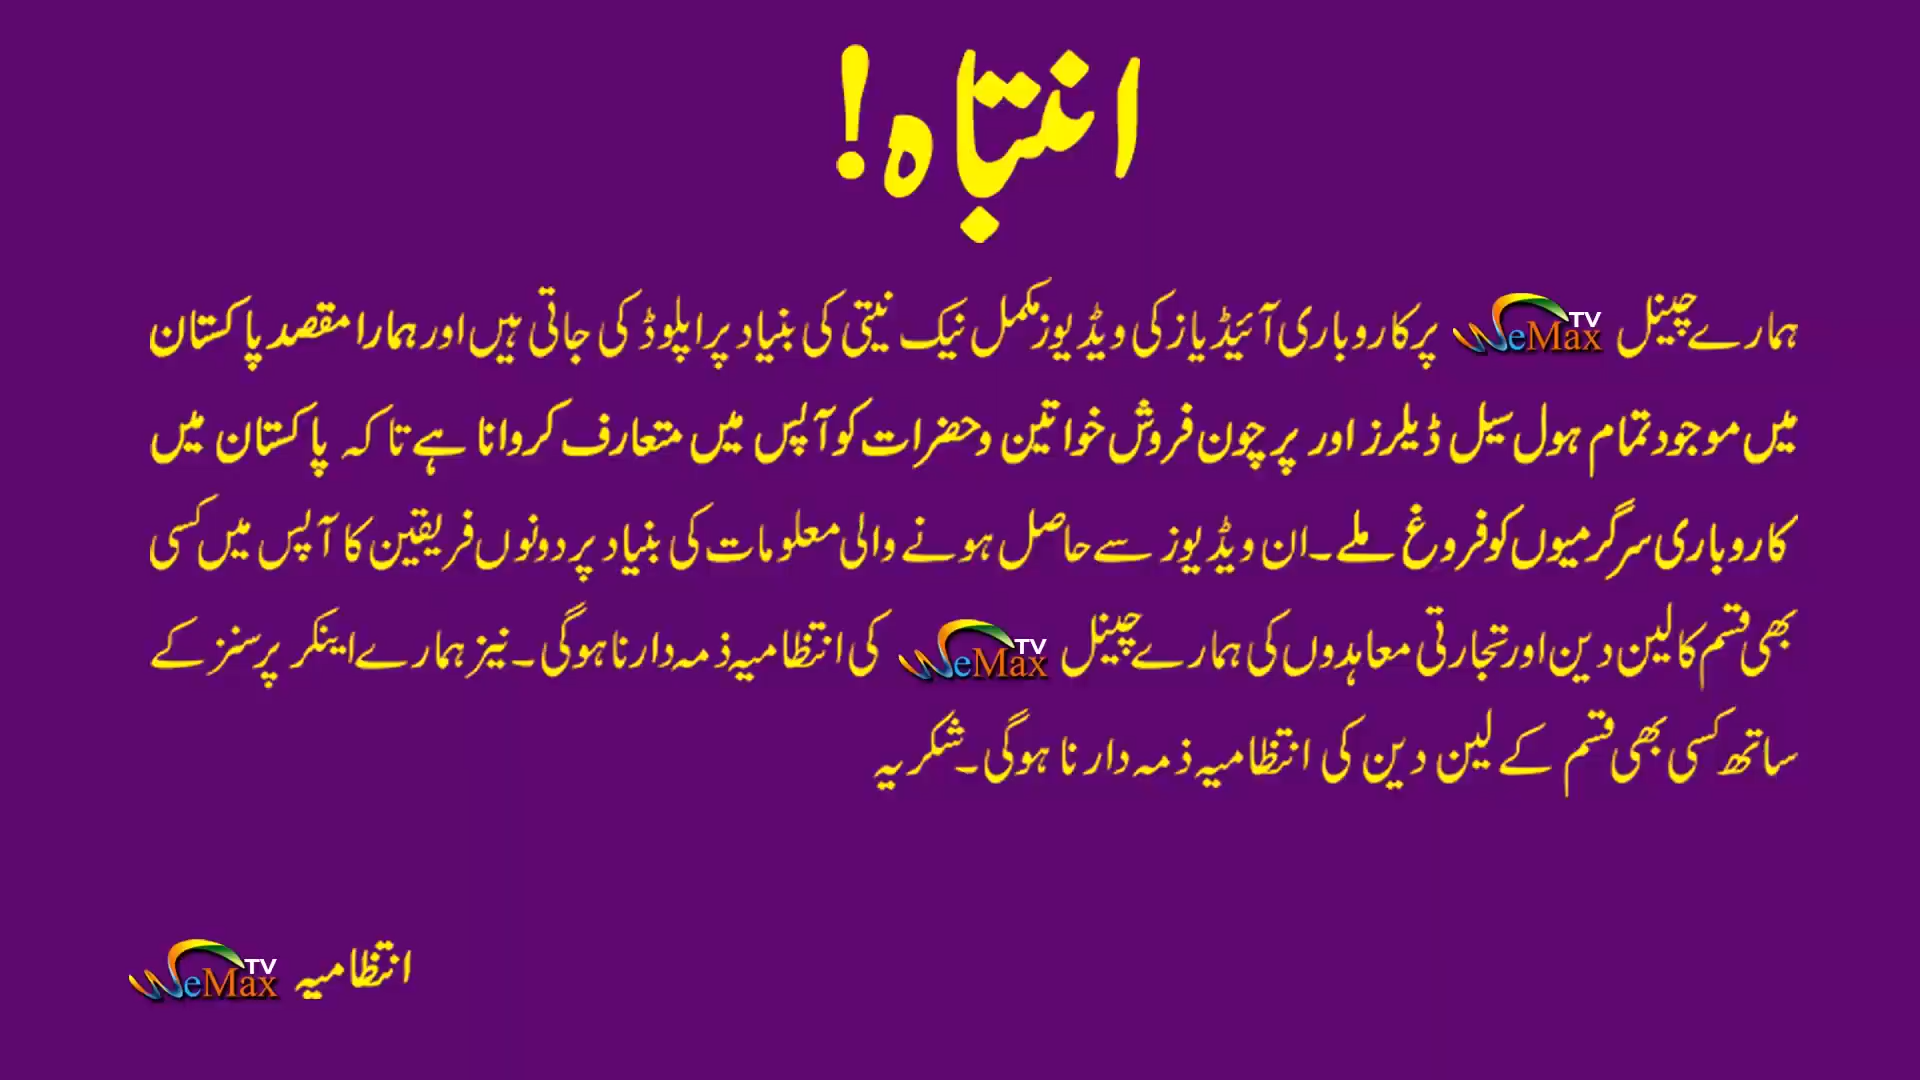 انتباہ!
ہمارے چینل WeMax TV پر کاروباری آئیڈیاز کی ویڈیوز مکمل نیک نیتی کی بنیاد پر اپلوڈ کی جاتی ہیں اور ہمارا مقصد پاکستان
میں موجود تمام ہول سیل ڈیلرز اور پرچون فروش خواتین و حضرات کو آپس میں متعارف کروانا ہے تاکہ پاکستان میں
کاروباری سرگرمیوں کو فروغ ملے۔ ان ویڈیوز سے حاصل ہونے والی معلومات کی بنیاد پر دونوں فریقین کا آپس میں کسی
بھی قسم کا لین دین اور تجارتی معاہدوں کی ہمارے چینل WeMax TV کی انتظامیہ ذمہ دار نا ہوگی۔ نیز ہمارے اینکر پرسنز کے
ساتھ کسی بھی قسم کے لین دین کی انتظامیہ ذمہ دار نا ہوگی۔ شکریہ
انتظامیہ WeMax TV